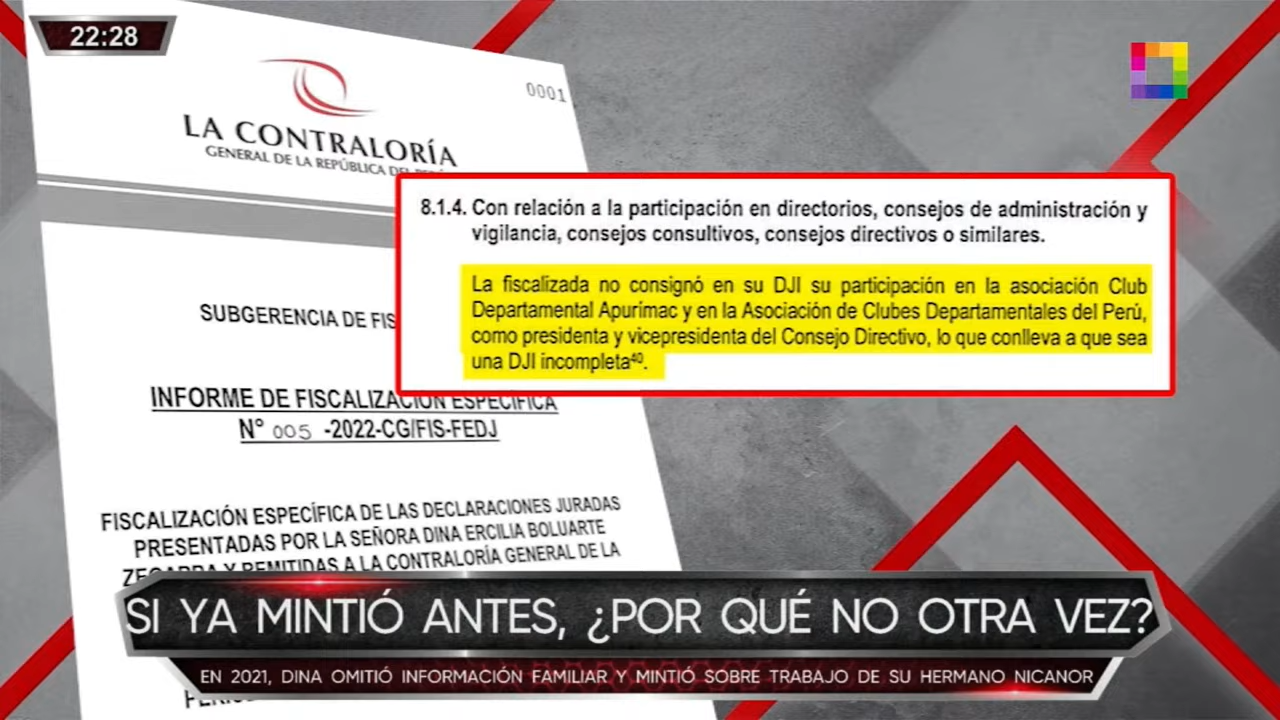 22:28
0001
LA CONTRALORÍA
GENERAL DE LA REPÚBLICA DEL
8.1.4. Con relación a la participación en directorios, consejos de administración y
vigilancia, consejos consultivos, consejos directivos o similares.
La fiscalizada no consignó en su DJI su participación en la asociación Club
Departamental Apurímac y en la Asociación de Clubes Departamentales del Perú,
como presidenta y vicepresidenta del Consejo Directivo, lo que conlleva a que sea
una DJI incompleta⁴⁰.
SUBGERENCIA DE FIS
INFORME DE FISCALIZACIÓN ESPECÍFICA
N° 005 -2022-CG/FIS-FEDJ
FISCALIZACIÓN ESPECÍFICA DE LAS DECLARACIONES JURADAS
PRESENTADAS POR LA SEÑORA DINA ERCILIA BOLUARTE
ZEGARRA Y REMITIDAS A LA CONTRALORÍA GENERAL DE LA
SI YA MINTIÓ ANTES, ¿POR QUÉ NO OTRA VEZ?
EN 2021, DINA OMITIÓ INFORMACIÓN FAMILIAR Y MINTIÓ SOBRE TRABAJO DE SU HERMANO NICANOR